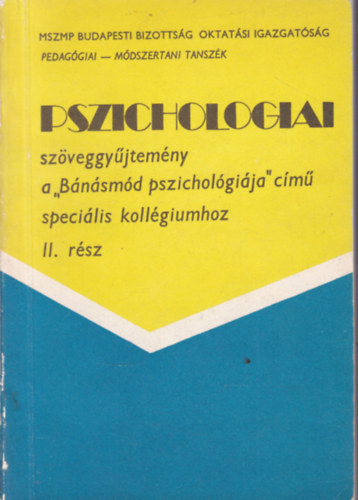 MSZMP BUDAPESTI BIZOTTSÁG OKTATÁSI IGAZGATÓSÁG
PEDAGÓGIAI — MÓDSZERTANI TANSZÉK
PSZICHOLOGIAI
szöveggyűjtemény
a „Bánásmód pszichológiája" című
speciális kollégiumhoz
II. rész